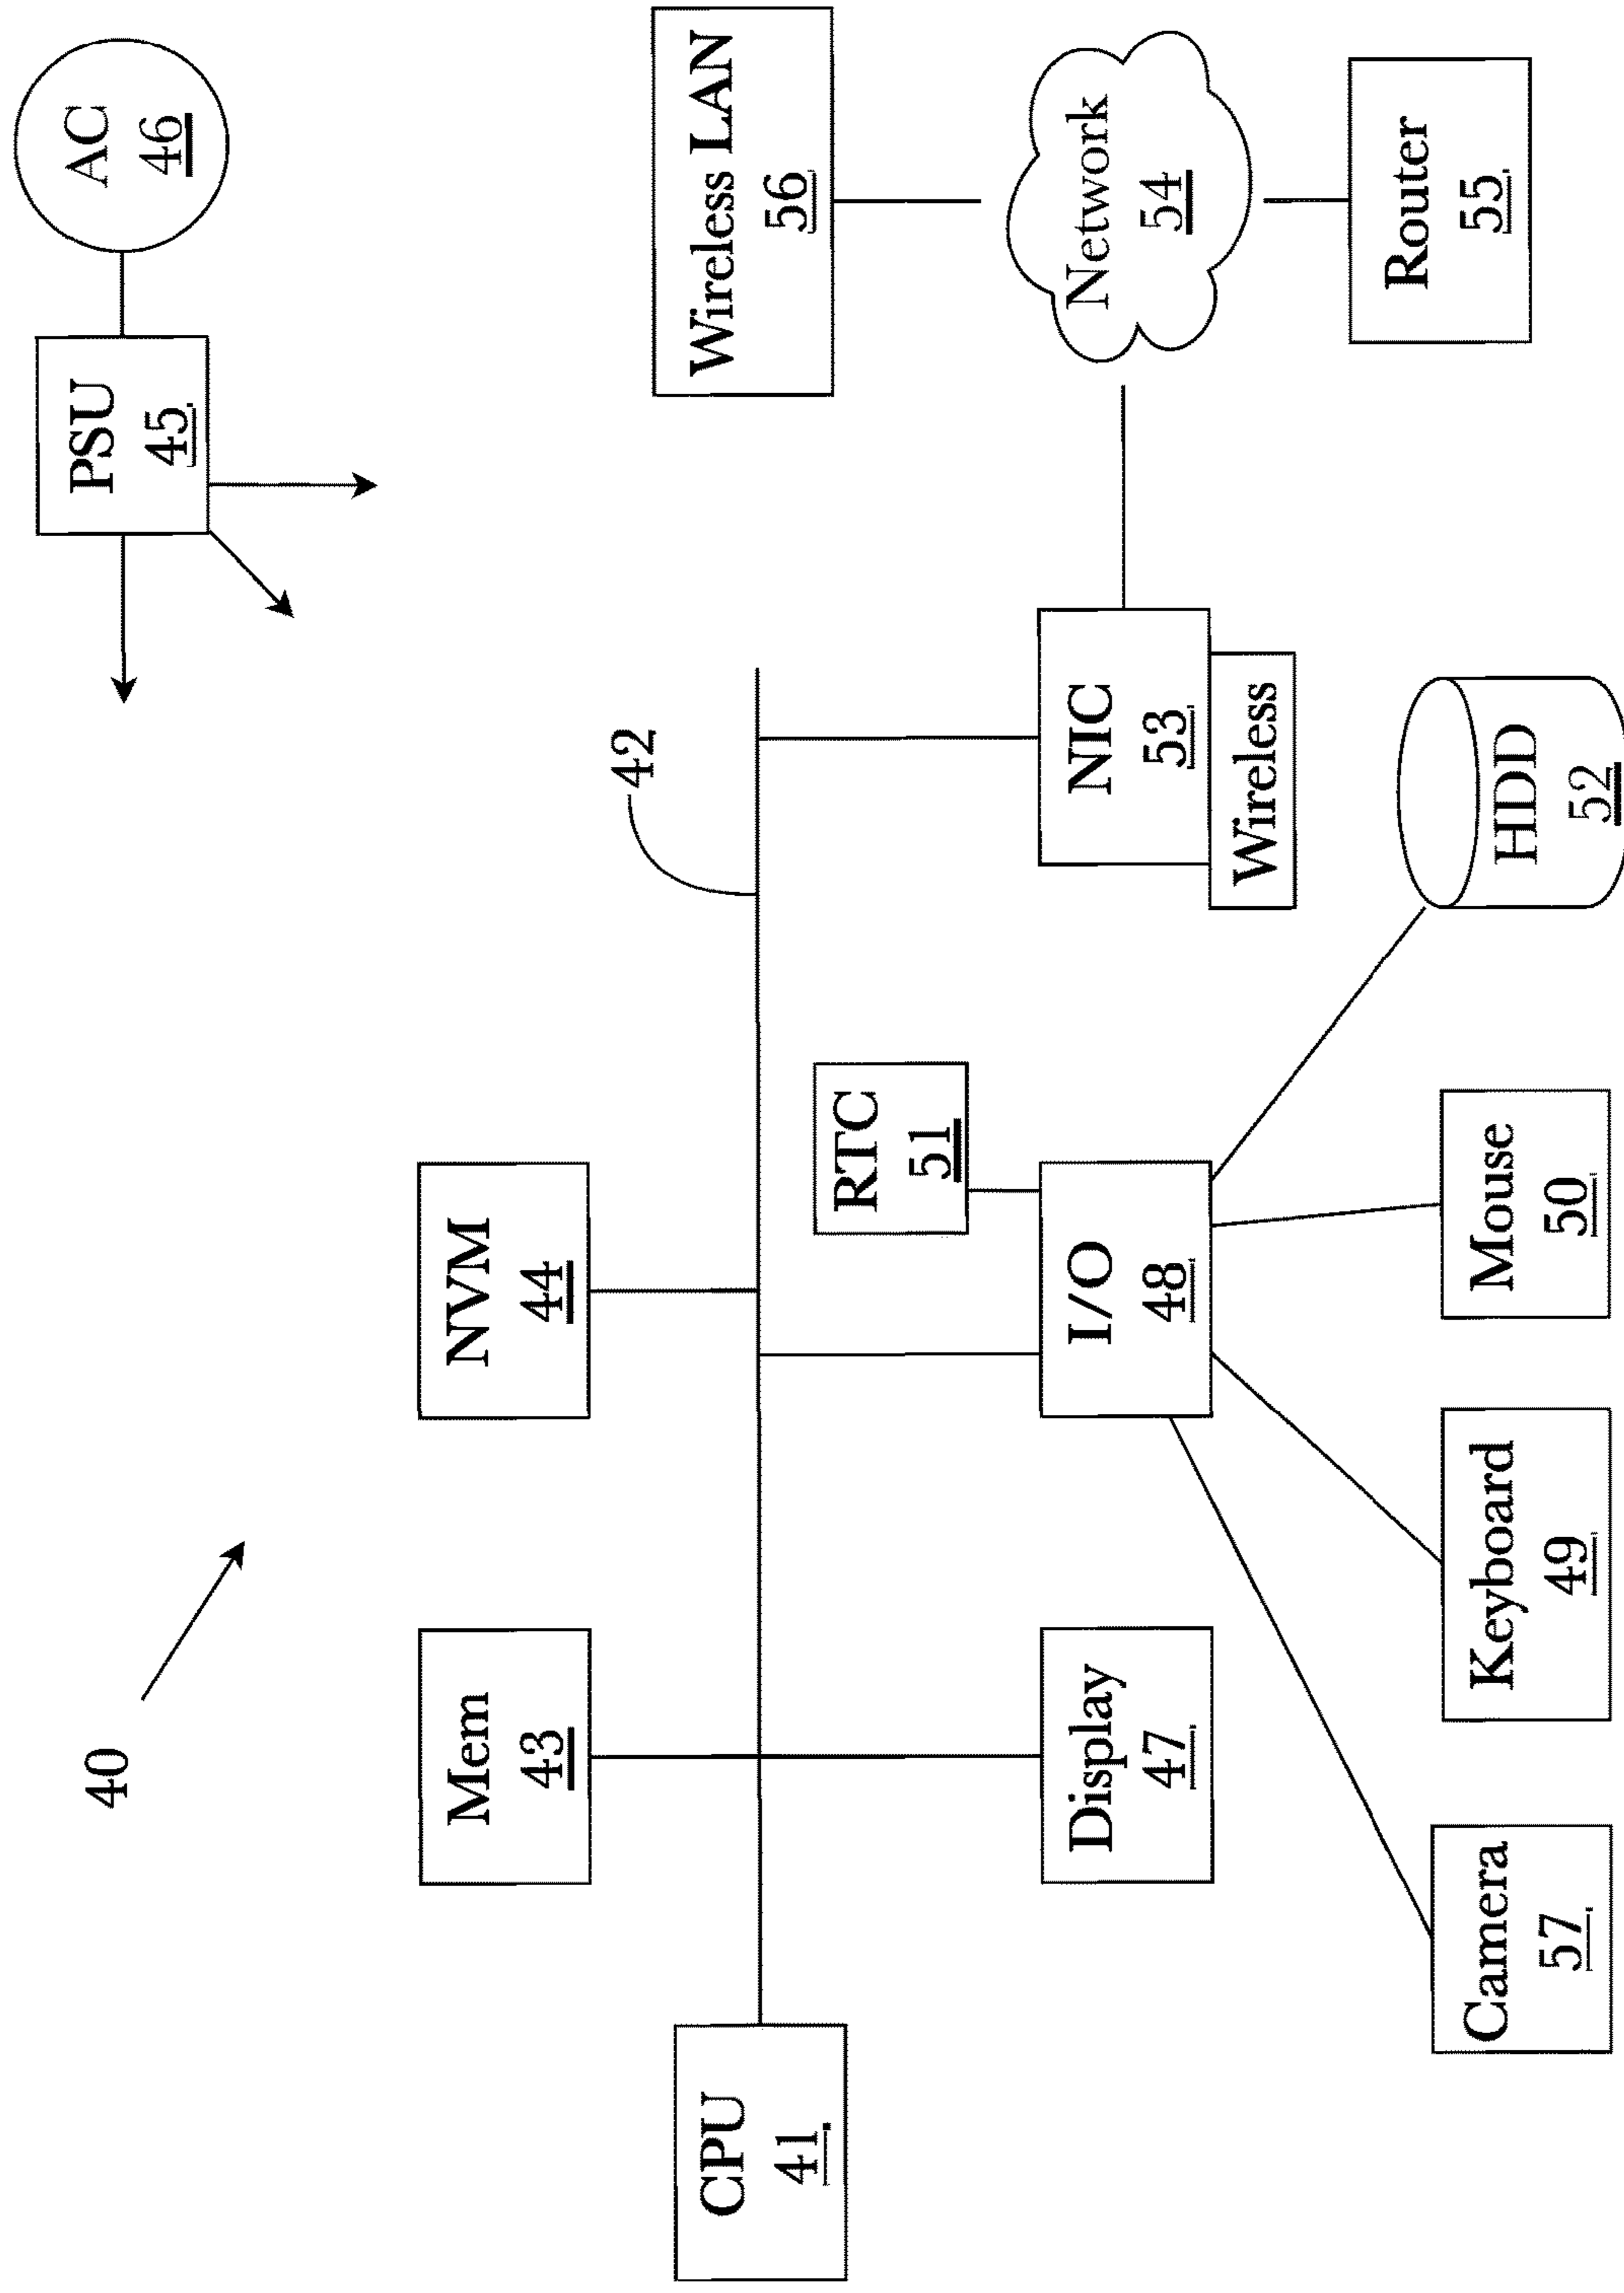 40
PSU
45
AC
46
Mem
43
NVM
44
42
Wireless LAN
56
CPU
41
RTC
51
Display
47
I/O
48
NIC
53
Wireless
Network
54
Camera
57
Keyboard
49
Mouse
50
HDD
52
Router
55